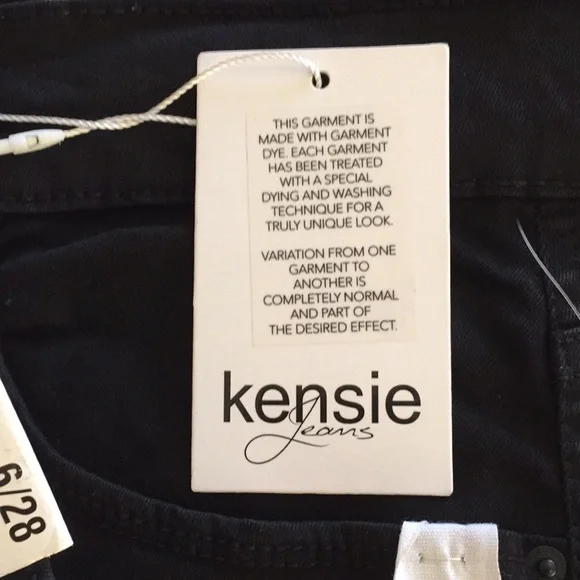 THIS GARMENT IS
MADE WITH GARMENT
DYE. EACH GARMENT
HAS BEEN TREATED
WITH A SPECIAL
DYING AND WASHING
TECHNIQUE FOR A
TRULY UNIQUE LOOK.
VARIATION FROM ONE
GARMENT TO
ANOTHER IS
COMPLETELY NORMAL
AND PART OF
THE DESIRED EFFECT.
kensie
Jeans
6/28